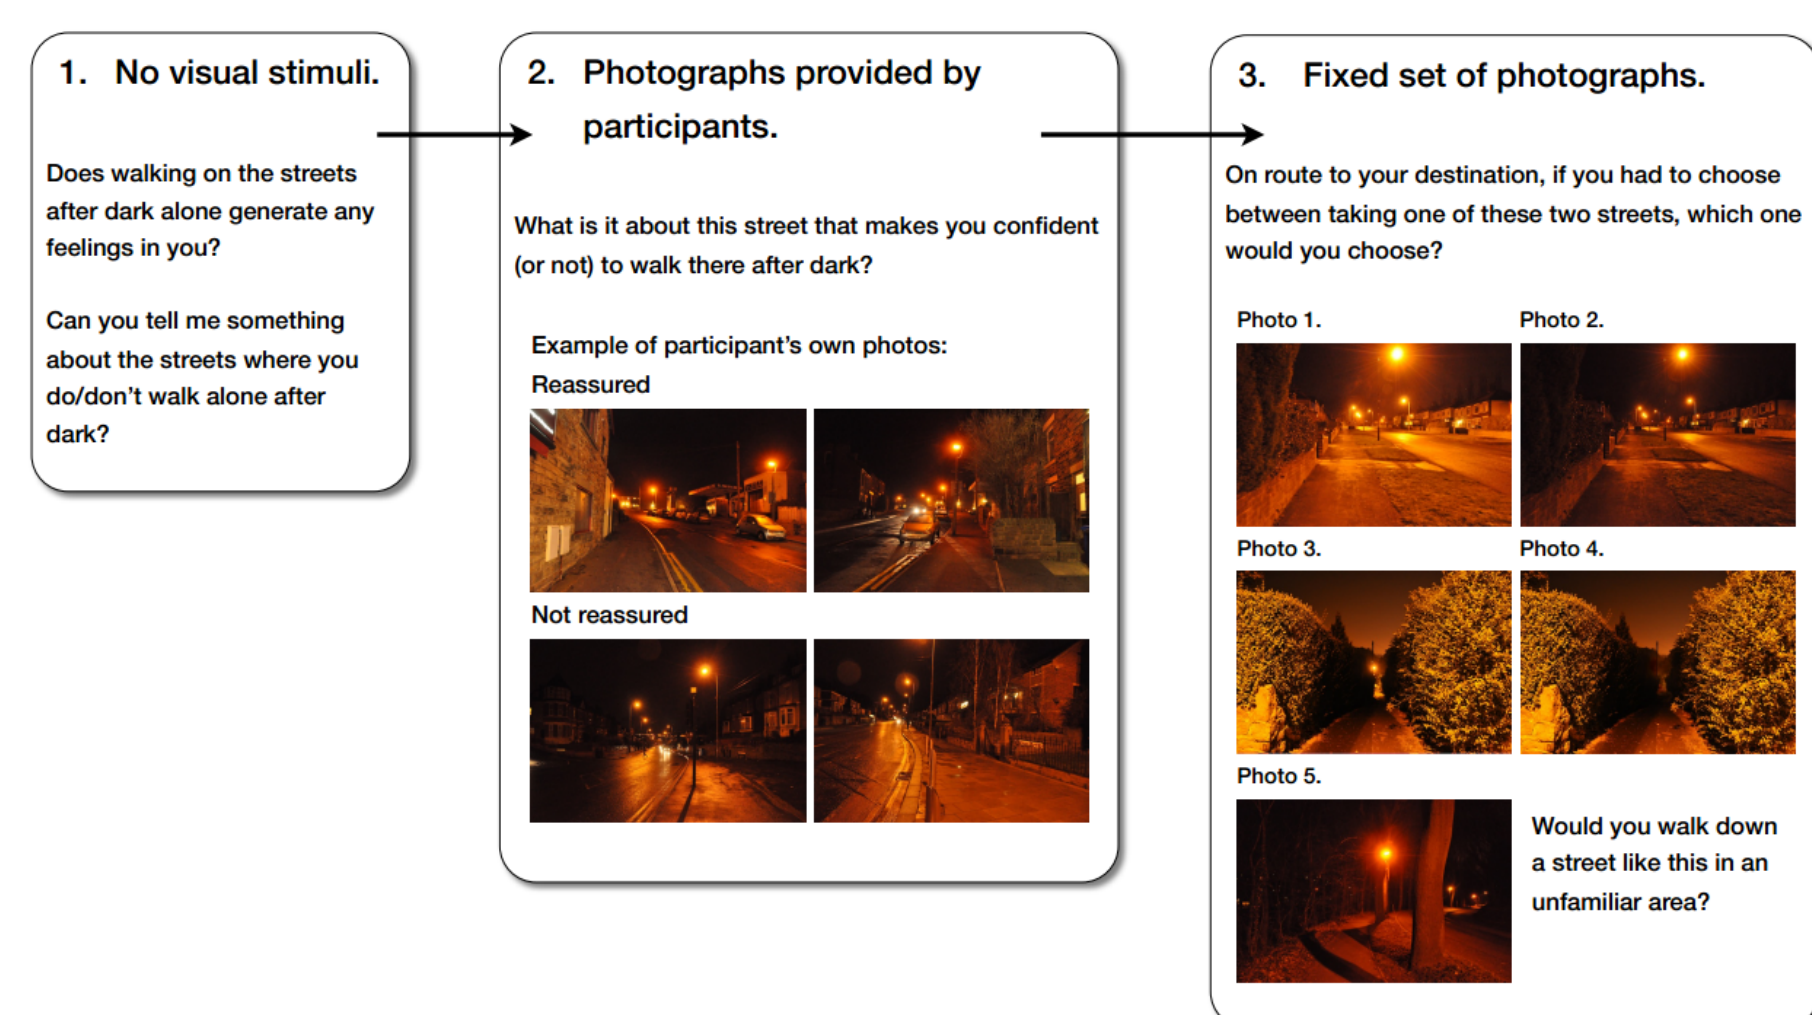 1. No visual stimuli.
Does walking on the streets
after dark alone generate any
feelings in you?
Can you tell me something
about the streets where you
do/don't walk alone after
dark?
2. Photographs provided by
participants.
What is it about this street that makes you confident
(or not) to walk there after dark?
Example of participant's own photos:
Reassured
Not reassured
3. Fixed set of photographs.
On route to your destination, if you had to choose
between taking one of these two streets, which one
would you choose?
Photo 1.
Photo 2.
Photo 3.
Photo 4.
Photo 5.
Would you walk down
a street like this in an
unfamiliar area?